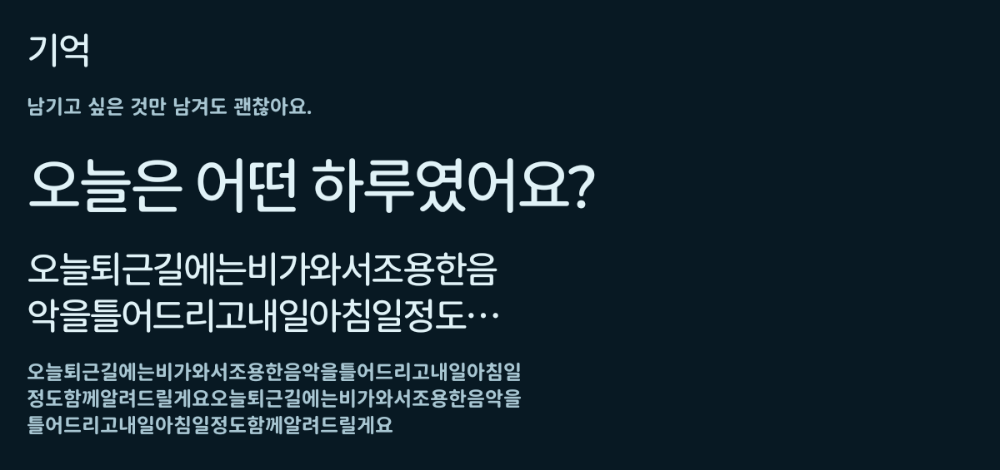 기억
남기고 싶은 것만 남겨도 괜찮아요.
오늘은 어떤 하루였어요?
오늘퇴근길에는비가와서조용한음
악을틀어드리고내일아침일정도…
오늘퇴근길에는비가와서조용한음악을틀어드리고내일아침일
정도함께알려드릴게요오늘퇴근길에는비가와서조용한음악을
틀어드리고내일아침일정도함께알려드릴게요